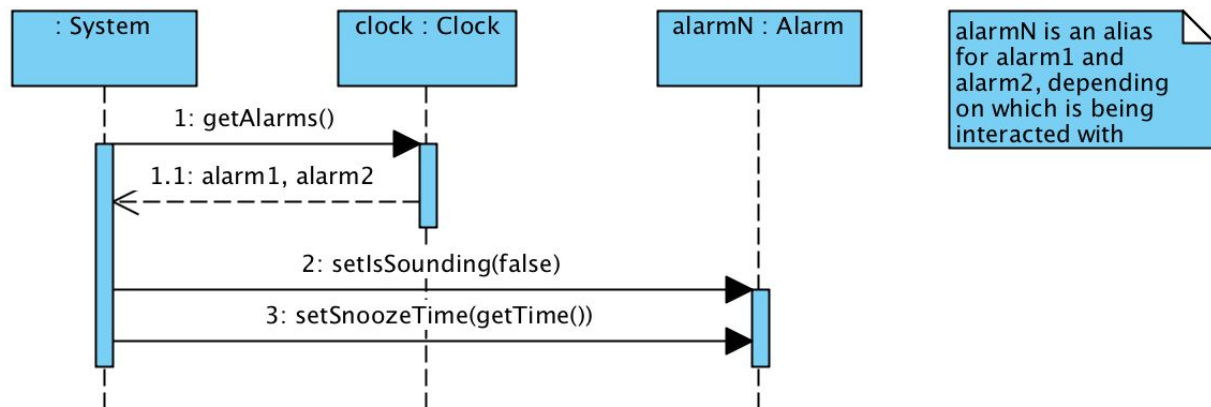 : System
clock : Clock
alarmN : Alarm
alarmN is an alias
for alarm1 and
alarm2, depending
on which is being
interacted with
1: getAlarms()
1.1: alarm1, alarm2
2: setIsSounding(false)
3: setSnoozeTime(getTime())